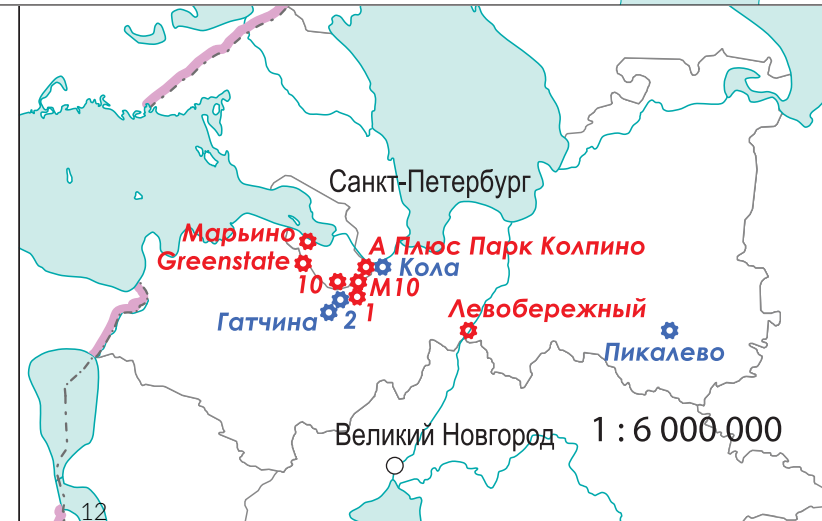 Санкт-Петербург
Марьино
А Плюс Парк Колпино
Greenstate
Кола
10
М10
1
2
Гатчина
Левобережный
Пикалево
Великий Новгород
1 : 6 000 000
12